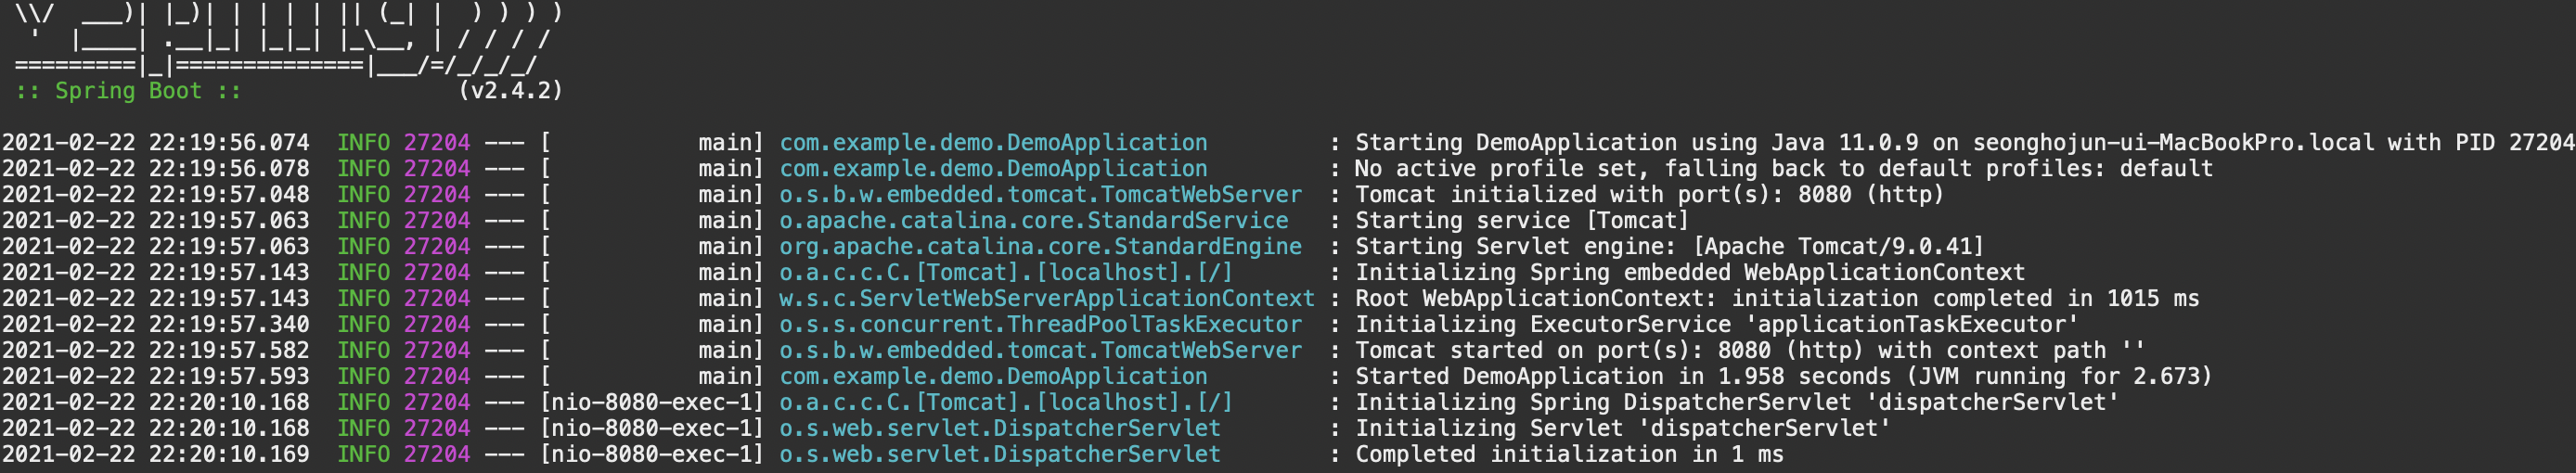 \\/  ___)| |_)| | | | | || (_| |  ) ) ) )
  '  |____| .__|_| |_|_| |_\__, | / / / /
 =========|_|==============|___/=/_/_/_/
 :: Spring Boot ::                (v2.4.2)
2021-02-22 22:19:56.074  INFO 27204 --- [           main] com.example.demo.DemoApplication         : Starting DemoApplication using Java 11.0.9 on seonghojun-ui-MacBookPro.local with PID 27204
2021-02-22 22:19:56.078  INFO 27204 --- [           main] com.example.demo.DemoApplication         : No active profile set, falling back to default profiles: default
2021-02-22 22:19:57.048  INFO 27204 --- [           main] o.s.b.w.embedded.tomcat.TomcatWebServer  : Tomcat initialized with port(s): 8080 (http)
2021-02-22 22:19:57.063  INFO 27204 --- [           main] o.apache.catalina.core.StandardService   : Starting service [Tomcat]
2021-02-22 22:19:57.063  INFO 27204 --- [           main] org.apache.catalina.core.StandardEngine  : Starting Servlet engine: [Apache Tomcat/9.0.41]
2021-02-22 22:19:57.143  INFO 27204 --- [           main] o.a.c.c.C.[Tomcat].[localhost].[/]       : Initializing Spring embedded WebApplicationContext
2021-02-22 22:19:57.143  INFO 27204 --- [           main] w.s.c.ServletWebServerApplicationContext : Root WebApplicationContext: initialization completed in 1015 ms
2021-02-22 22:19:57.340  INFO 27204 --- [           main] o.s.s.concurrent.ThreadPoolTaskExecutor  : Initializing ExecutorService 'applicationTaskExecutor'
2021-02-22 22:19:57.582  INFO 27204 --- [           main] o.s.b.w.embedded.tomcat.TomcatWebServer  : Tomcat started on port(s): 8080 (http) with context path ''
2021-02-22 22:19:57.593  INFO 27204 --- [           main] com.example.demo.DemoApplication         : Started DemoApplication in 1.958 seconds (JVM running for 2.673)
2021-02-22 22:20:10.168  INFO 27204 --- [nio-8080-exec-1] o.a.c.c.C.[Tomcat].[localhost].[/]       : Initializing Spring DispatcherServlet 'dispatcherServlet'
2021-02-22 22:20:10.168  INFO 27204 --- [nio-8080-exec-1] o.s.web.servlet.DispatcherServlet        : Initializing Servlet 'dispatcherServlet'
2021-02-22 22:20:10.169  INFO 27204 --- [nio-8080-exec-1] o.s.web.servlet.DispatcherServlet        : Completed initialization in 1 ms